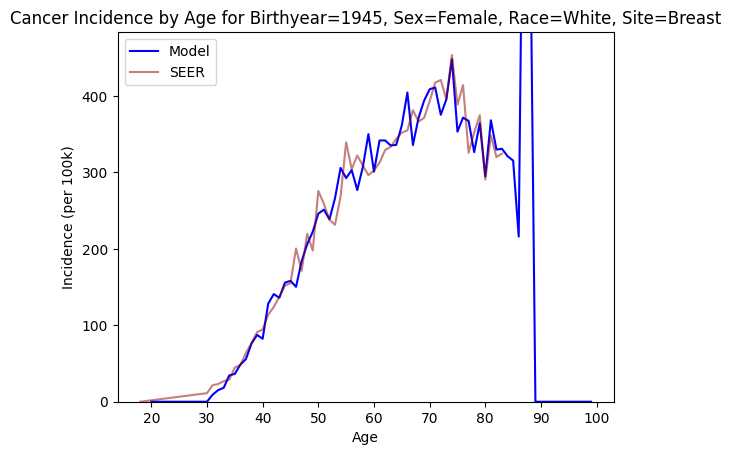 Cancer Incidence by Age for Birthyear=1945, Sex=Female, Race=White, Site=Breast
Model
SEER
400
300
200
100
0
Incidence (per 100k)
20 30 40 50 60 70 80 90 100
Age